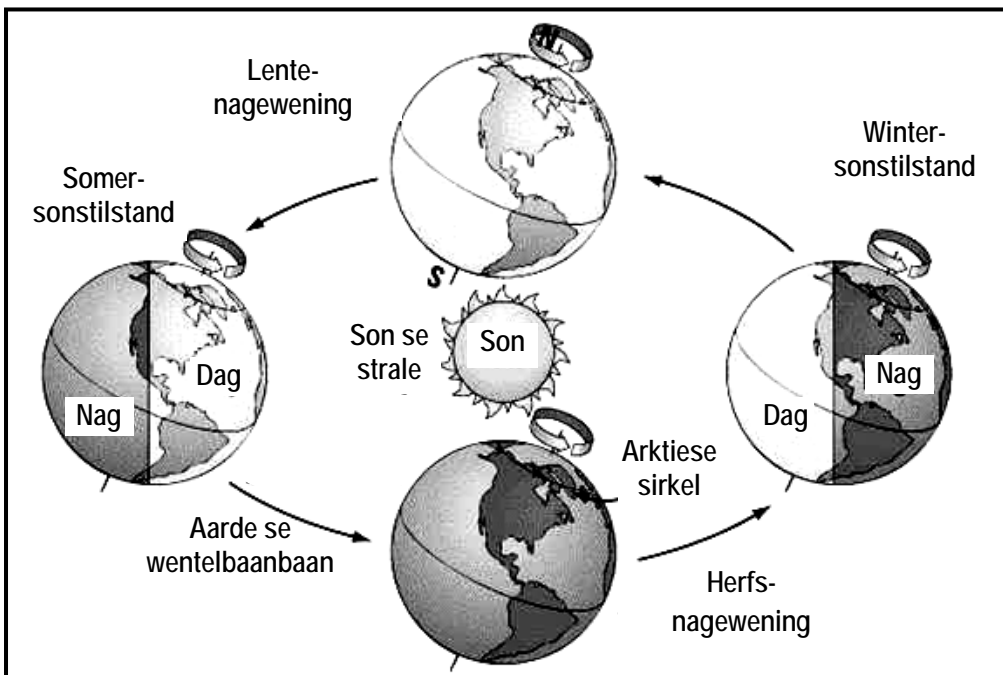 N
Lente-
nagewening
Winter-
sonstilstand
Somer-
sonstilstand
S
Son se
strale
Son
Dag
Nag
Nag
Dag
Arktiese
sirkel
Aarde se
wentelbaanbaan
Herfs-
nagewening